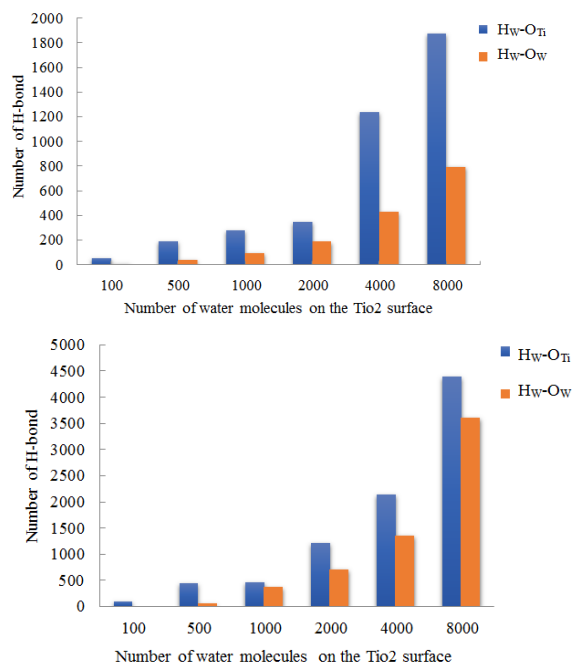 2000
1800
1600
1400
1200
1000
800
600
400
200
0
Number of H-bond
HW-OTi
HW-OW
100 500 1000 2000 4000 8000
Number of water molecules on the Tio2 surface
5000
4500
4000
3500
3000
2500
2000
1500
1000
500
0
Number of H-bond
HW-OTi
HW-OW
100 500 1000 2000 4000 8000
Number of water molecules on the Tio2 surface